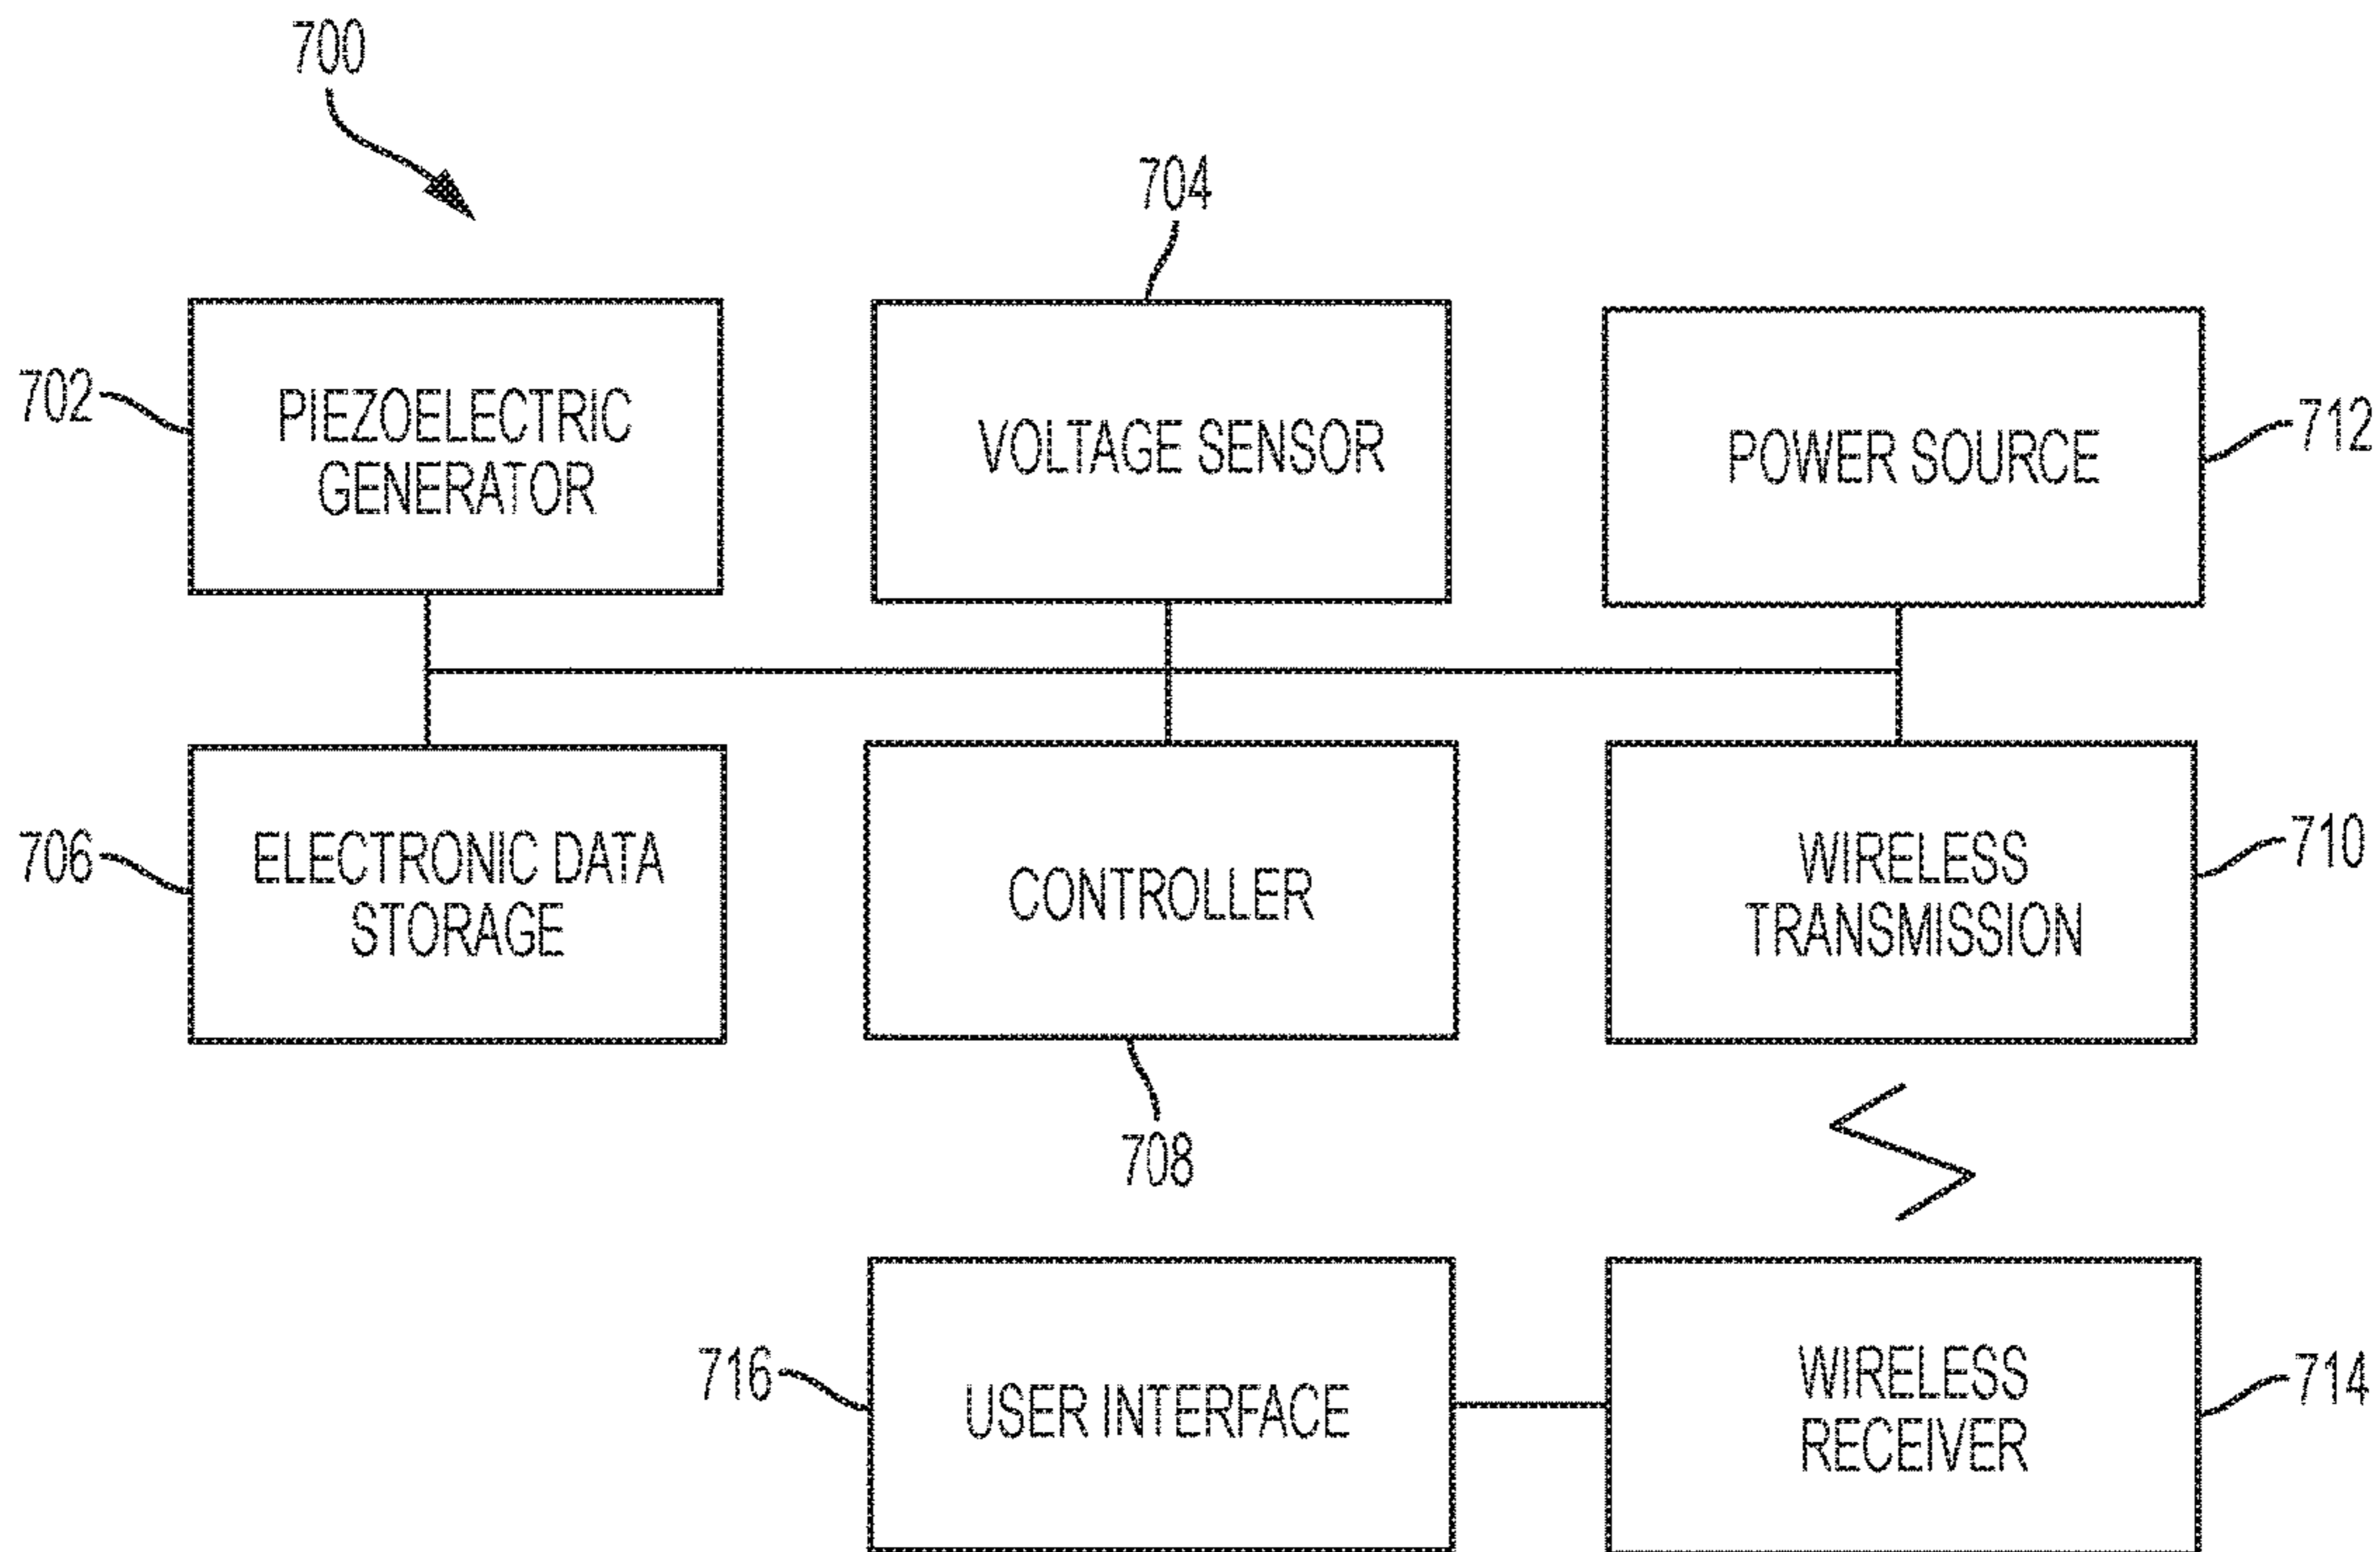 700
704
702
PIEZOELECTRIC
GENERATOR
VOLTAGE SENSOR
POWER SOURCE
712
706
ELECTRONIC DATA
STORAGE
CONTROLLER
WIRELESS
TRANSMISSION
710
708
716
USER INTERFACE
WIRELESS
RECEIVER
714